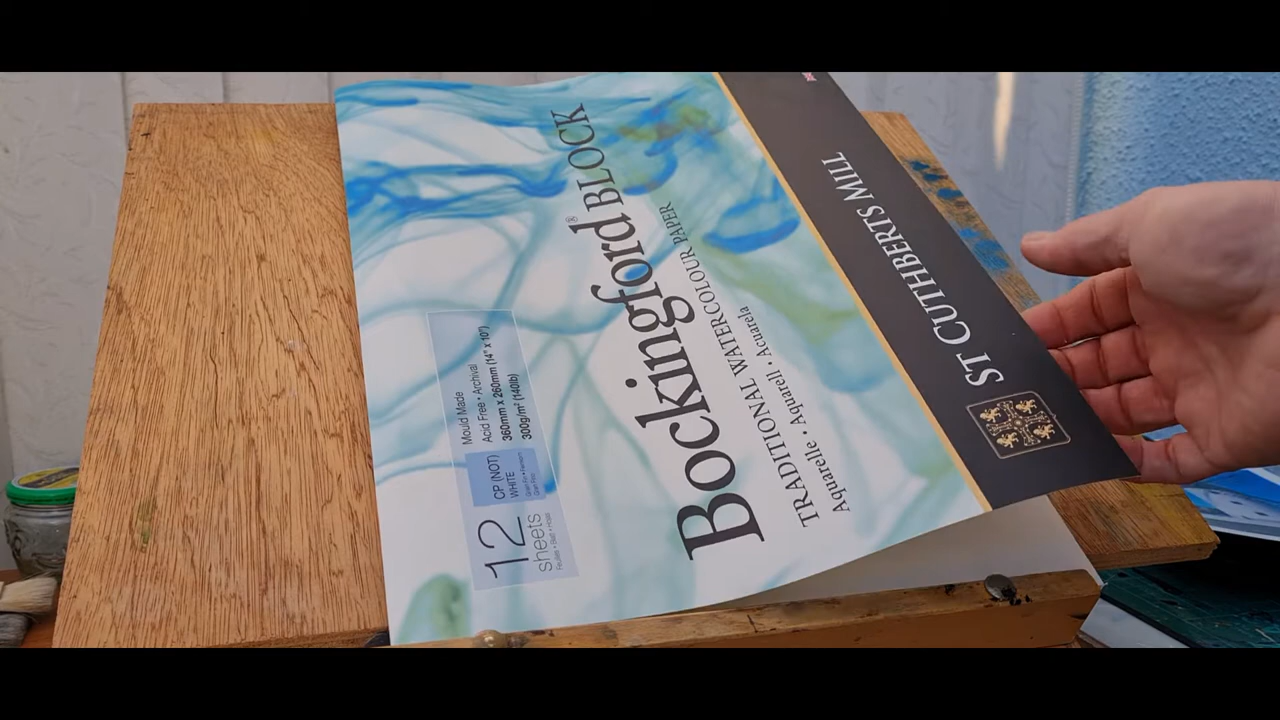 ST CUTHBERTS MILL
Bockingford® BLOCK
TRADITIONAL WATERCOLOUR PAPER
Aquarelle • Aquarell • Acuarela
12
sheets
CP (NOT)
WHITE
Mould Made
Acid Free • Archival
360mm x 260mm (14" x 10")
300g/m² (140lb)